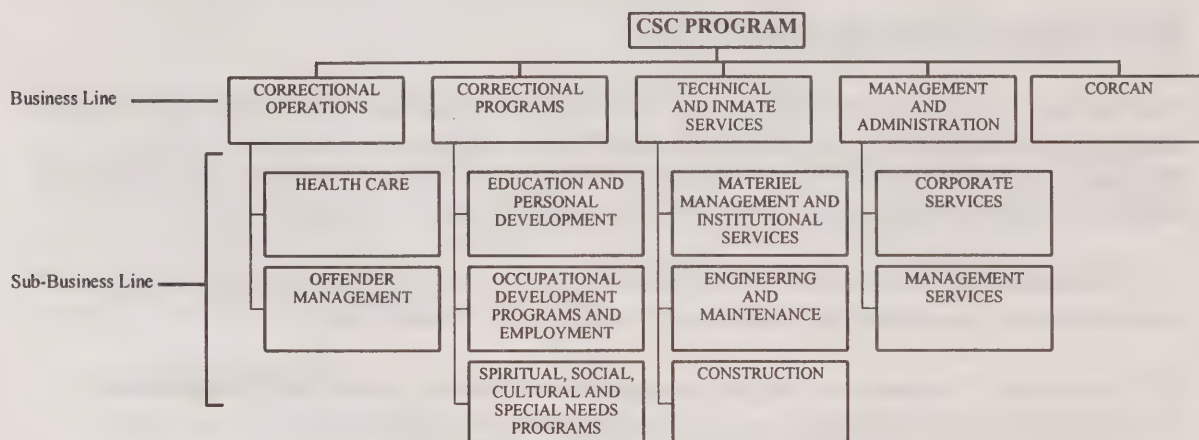 CSC PROGRAM
Business Line
CORRECTIONAL
OPERATIONS
CORRECTIONAL
PROGRAMS
TECHNICAL
AND INMATE
SERVICES
MANAGEMENT
AND
ADMINISTRATION
CORCAN
Sub-Business Line
HEALTH CARE
OFFENDER
MANAGEMENT
EDUCATION AND
PERSONAL
DEVELOPMENT
OCCUPATIONAL
DEVELOPMENT
PROGRAMS AND
EMPLOYMENT
SPIRITUAL, SOCIAL,
CULTURAL AND
SPECIAL NEEDS
PROGRAMS
MATERIEL
MANAGEMENT AND
INSTITUTIONAL
SERVICES
ENGINEERING
AND
MAINTENANCE
CONSTRUCTION
CORPORATE
SERVICES
MANAGEMENT
SERVICES